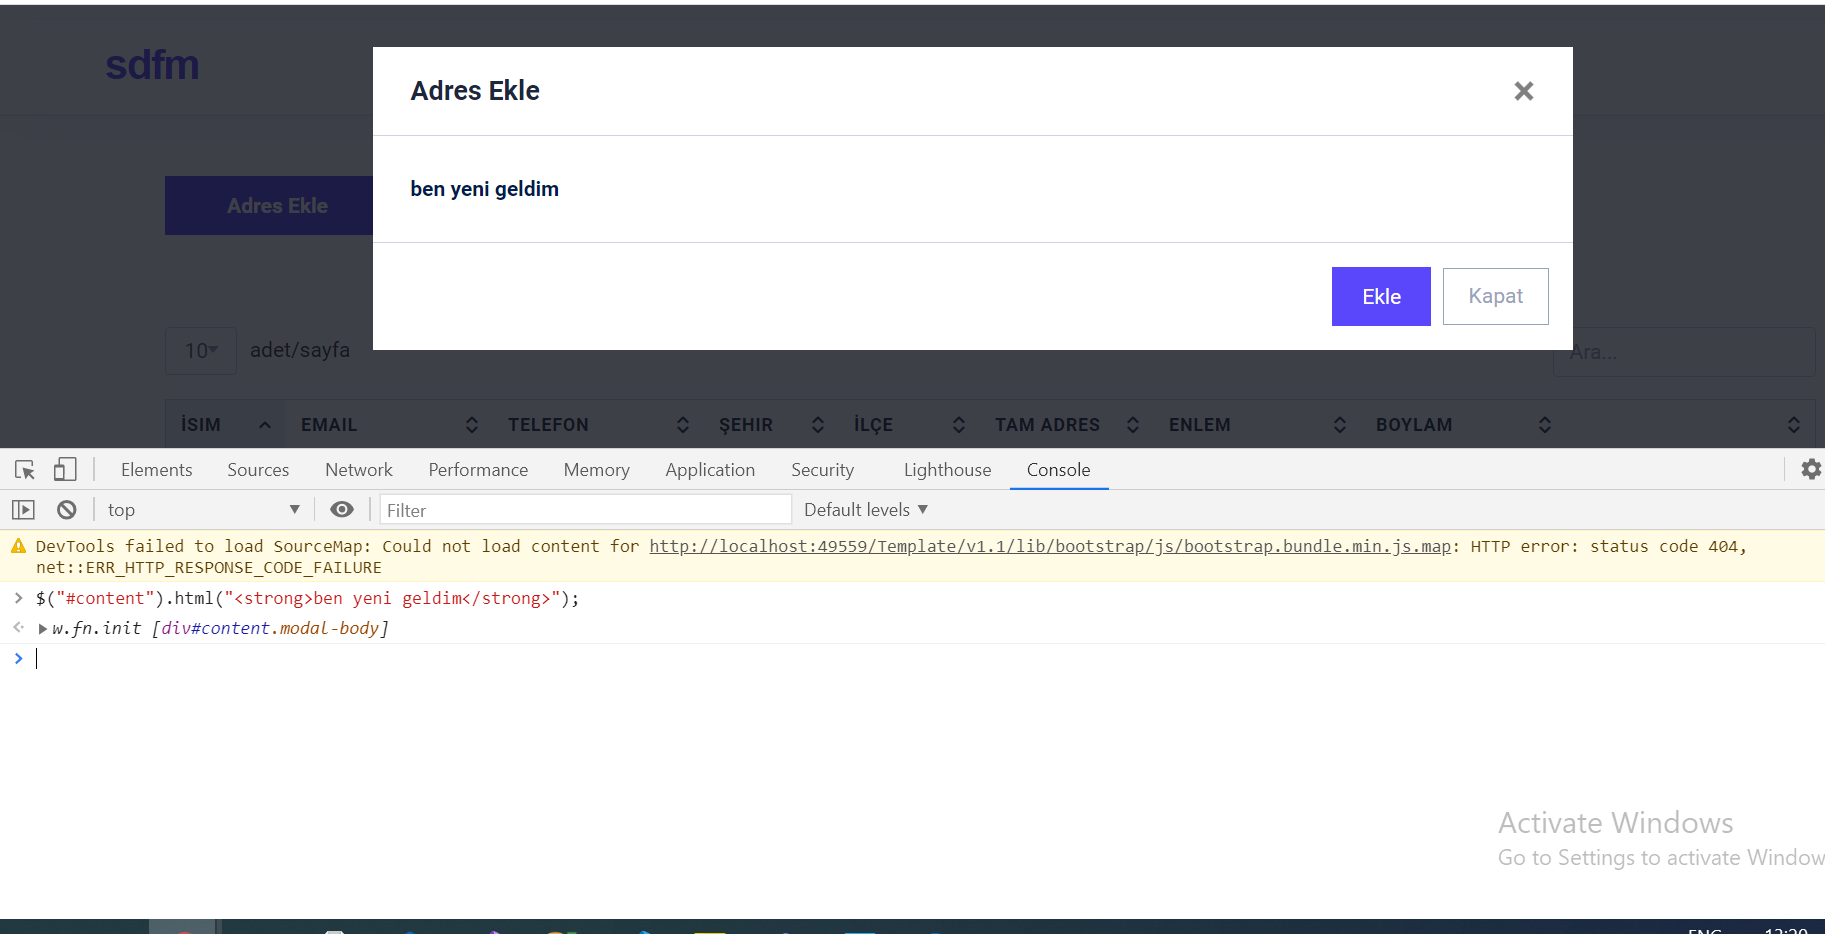 sdfm
Adres Ekle
ben yeni geldim
Adres Ekle
Ekle
Kapat
10
adet/sayfa
Ara...
İSIM
EMAIL
TELEFON
ŞEHIR
İLÇE
TAM ADRES
ENLEM
BOYLAM
Elements
Sources
Network
Performance
Memory
Application
Security
Lighthouse
Console
top
Filter
Default levels
DevTools failed to load SourceMap: Could not load content for http://localhost:49559/Template/v1.1/lib/bootstrap/js/bootstrap.bundle.min.js.map: HTTP error: status code 404,
net::ERR_HTTP_RESPONSE_CODE_FAILURE
$("#content").html("<strong>ben yeni geldim</strong>");
w.fn.init [div#content.modal-body]
Activate Windows
Go to Settings to activate Window
ENG